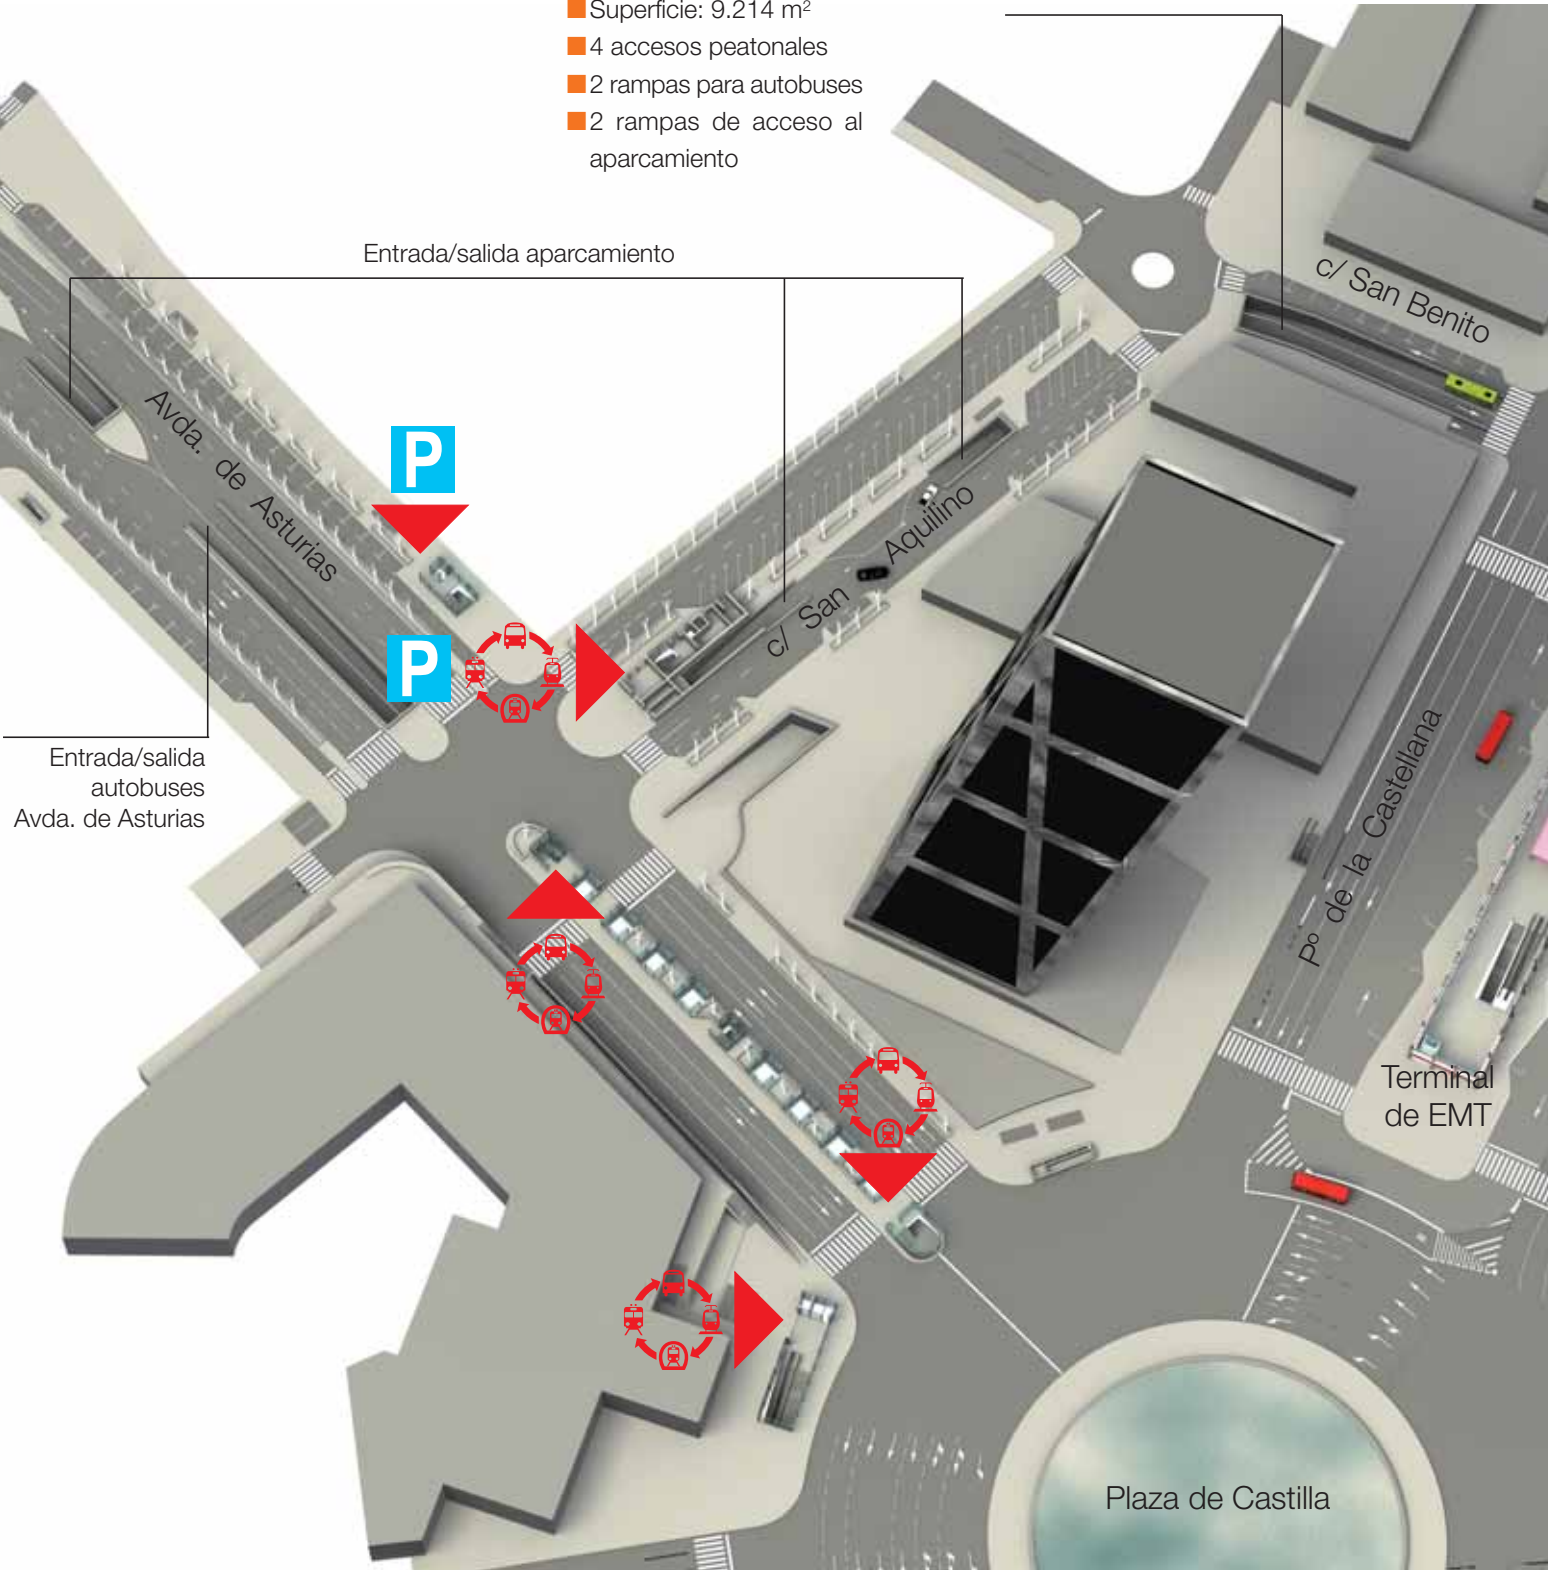 Superficie: 9.214 m²
4 accesos peatonales
2 rampas para autobuses
2 rampas de acceso al
aparcamiento
Entrada/salida aparcamiento
c/ San Benito
Avda. de Asturias
P
c/ San Aquilino
P
Entrada/salida
autobuses
Avda. de Asturias
Pº de la Castellana
Terminal
de EMT
Plaza de Castilla